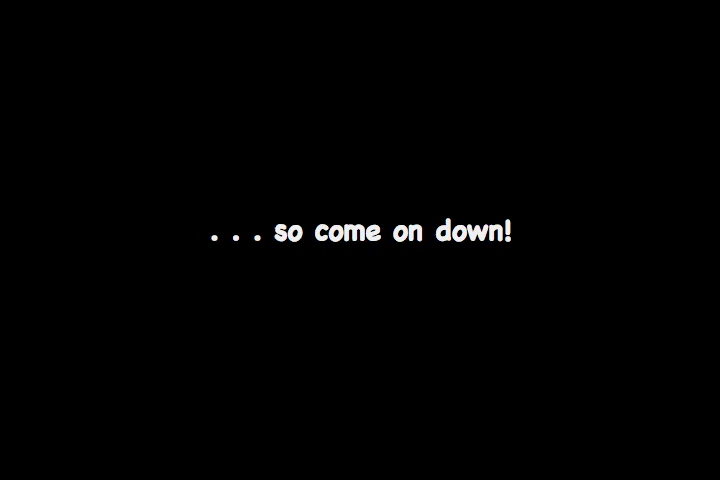 . . . so come on down!